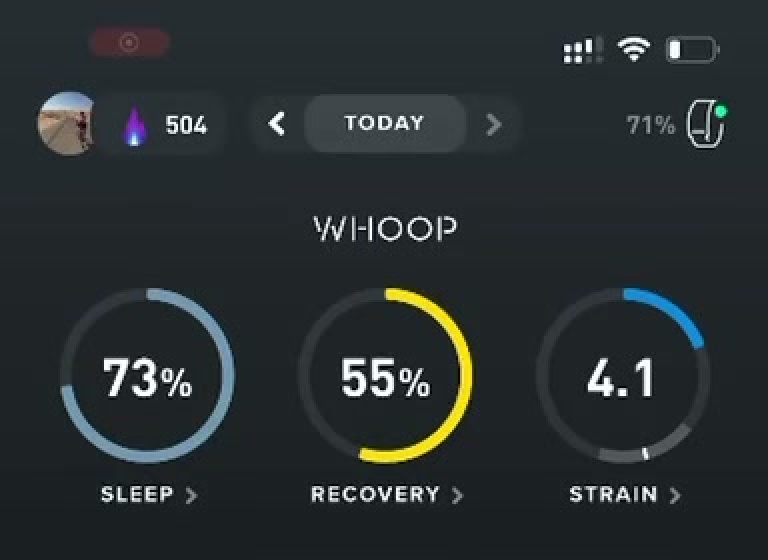 504
TODAY
71%
WHOOP
73%
55%
4.1
SLEEP
RECOVERY
STRAIN